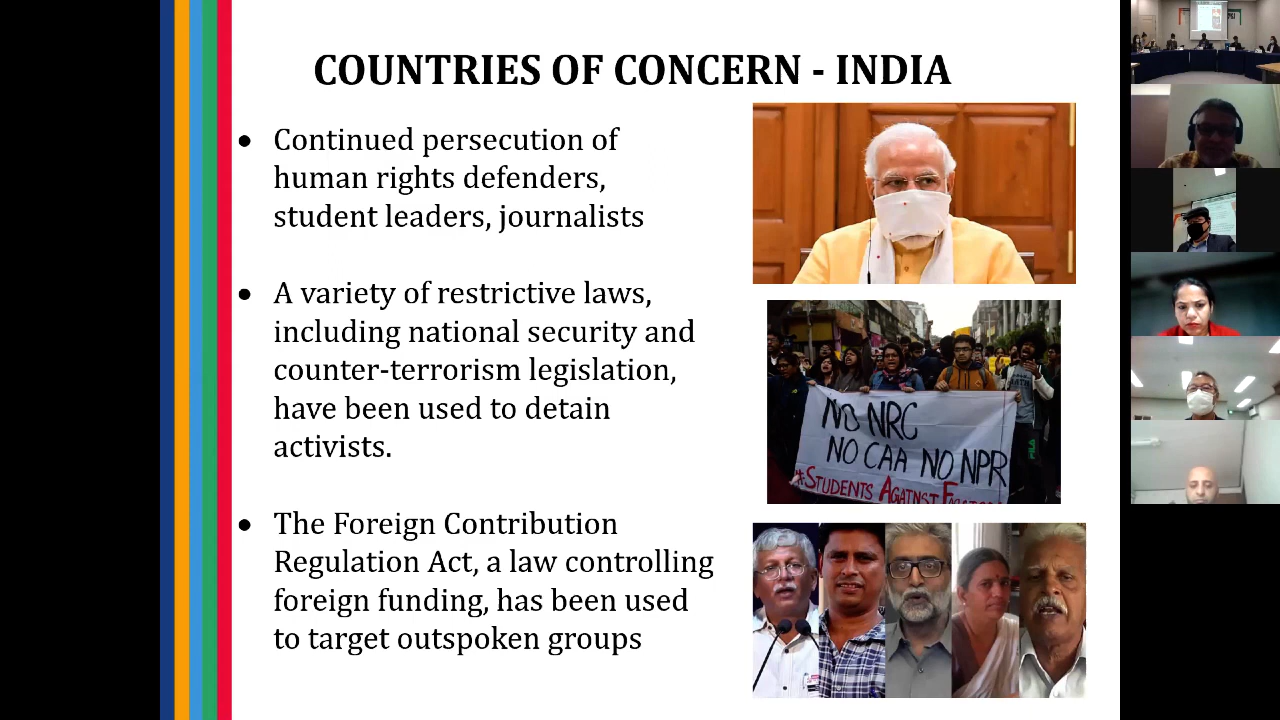 COUNTRIES OF CONCERN - INDIA
• Continued persecution of
human rights defenders,
student leaders, journalists
• A variety of restrictive laws,
including national security and
counter-terrorism legislation,
have been used to detain
activists.
• The Foreign Contribution
Regulation Act, a law controlling
foreign funding, has been used
to target outspoken groups
NO NRC
NO CAA NO NPR
*STUDENTS AGAINST
FILA